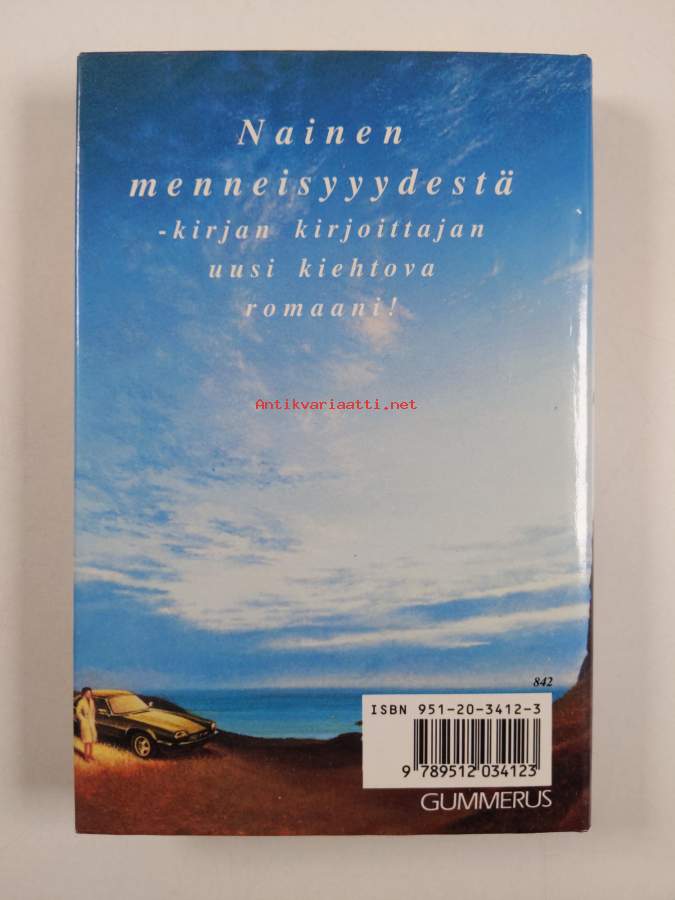 Nainen
menneisyyydestä
-kirjan kirjoittajan
uusi kiehtova
romaani!
Antikvariaatti.net
842
ISBN 951-20-3412-3
9 789512 034123
GUMMERUS